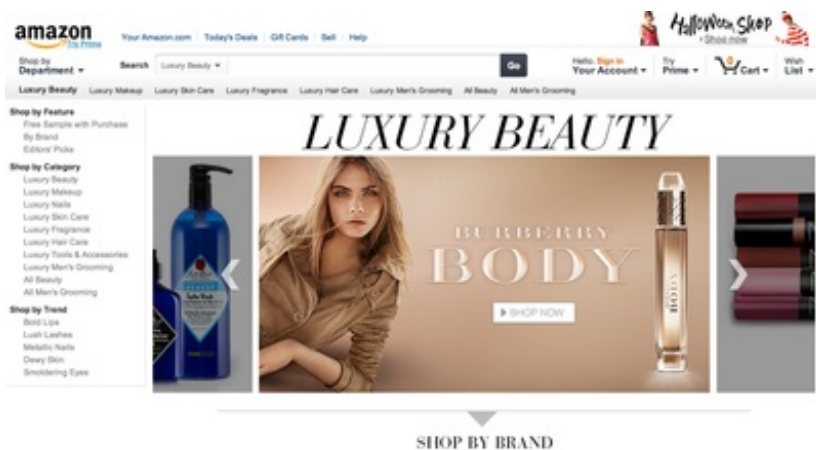 amazon
Try Prime
Your Amazon.com
Today's Deals
Gift Cards
Sell
Help
Halloween Shop
Shop now
Shop by
Department
Search
Luxury Beauty
Go
Hello. Sign in
Your Account
Try
Prime
0
Cart
Wish
List
Luxury Beauty
Luxury Makeup
Luxury Skin Care
Luxury Fragrance
Luxury Hair Care
Luxury Men's Grooming
All Beauty
All Men's Grooming
Shop by Feature
Free Sample with Purchase
By Brand
Editors' Picks
Shop by Category
Luxury Beauty
Luxury Makeup
Luxury Nails
Luxury Skin Care
Luxury Fragrance
Luxury Hair Care
Luxury Tools & Accessories
Luxury Men's Grooming
All Beauty
All Men's Grooming
Shop by Trend
Bold Lips
Lush Lashes
Metallic Nails
Dewy Skin
Smoldering Eyes
LUXURY BEAUTY
BURBERRY
BODY
SHOP NOW
BODY
SHOP BY BRAND